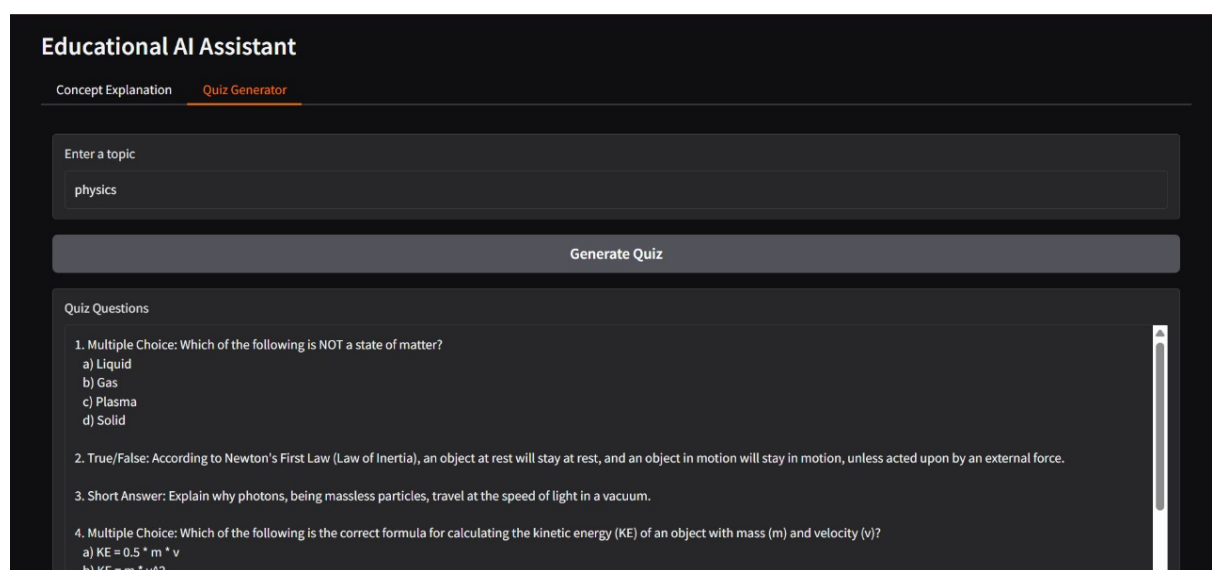 Educational AI Assistant
Concept Explanation Quiz Generator
Enter a topic
physics
Generate Quiz
Quiz Questions
1. Multiple Choice: Which of the following is NOT a state of matter?
a) Liquid
b) Gas
c) Plasma
d) Solid
2. True/False: According to Newton's First Law (Law of Inertia), an object at rest will stay at rest, and an object in motion will stay in motion, unless acted upon by an external force.
3. Short Answer: Explain why photons, being massless particles, travel at the speed of light in a vacuum.
4. Multiple Choice: Which of the following is the correct formula for calculating the kinetic energy (KE) of an object with mass (m) and velocity (v)?
a) KE = 0.5 * m * v
b) KE = m * v^2